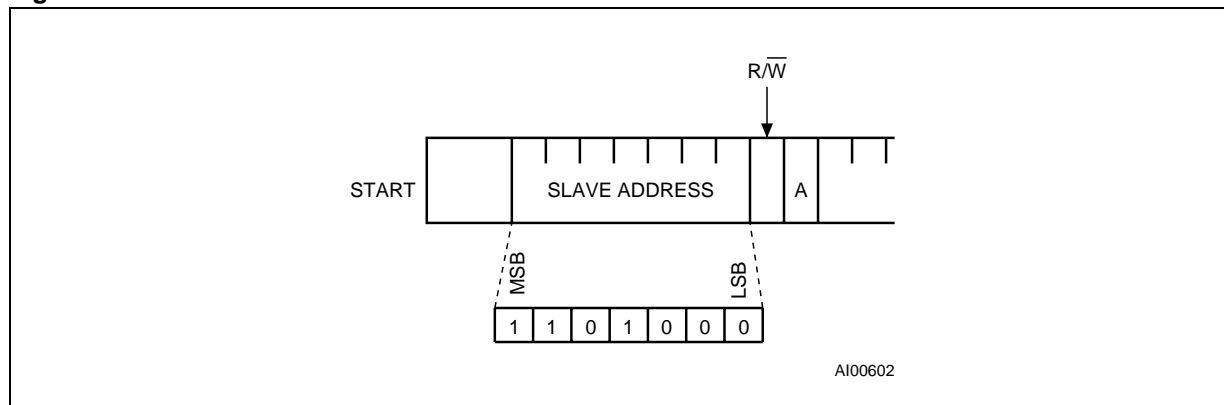 R/W̅
START
SLAVE ADDRESS
A
MSB
LSB
1 1 0 1 0 0 0
AI00602